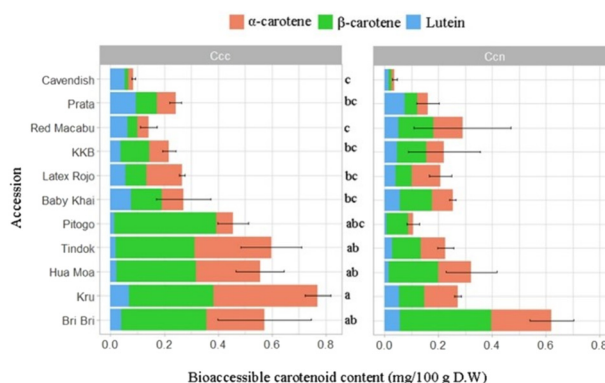 α-carotene β-carotene Lutein
Ccc Ccn
Cavendish c
Prata bc
Red Macabu c
KKB bc
Latex Rojo bc
Baby Khai bc
Pitogo abc
Tindok ab
Hua Moa ab
Kru a
Bri Bri ab
Accession
0.0 0.2 0.4 0.6 0.8 0.0 0.2 0.4 0.6 0.8
Bioaccessible carotenoid content (mg/100 g D.W)